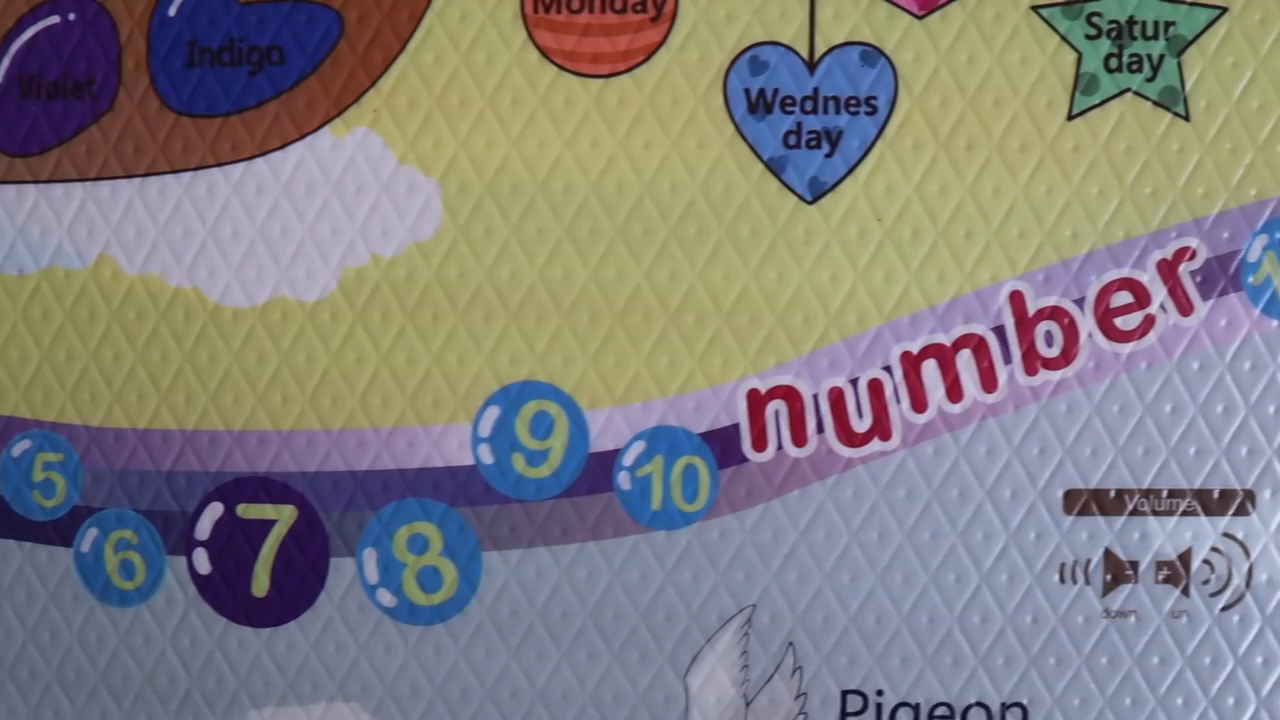 Monday
Indigo
Violet
Wednes
day
Satur
day
number
5
6
7
8
9
10
Volume
down
up
Pigeon